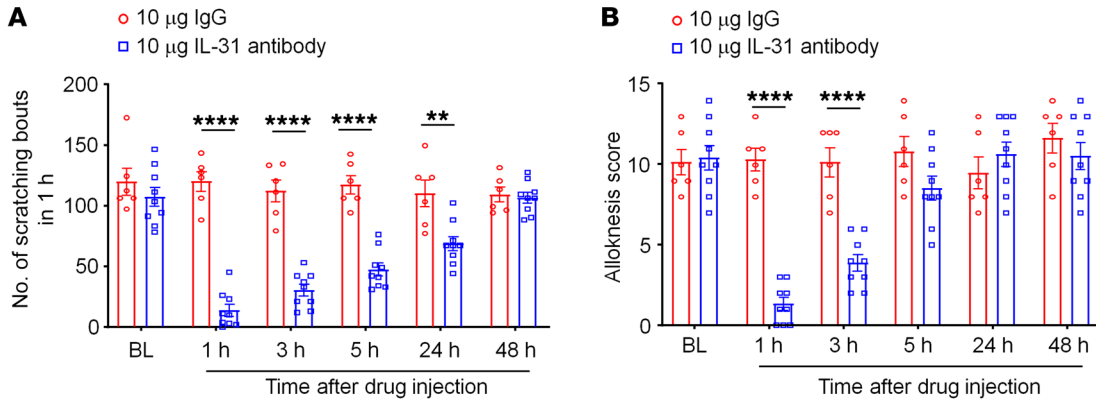 A
10 μg IgG
10 μg IL-31 antibody
No. of scratching bouts
in 1 h
200
150
100
50
0
****
****
****
**
BL
1 h
3 h
5 h
24 h
48 h
Time after drug injection
B
10 μg IgG
10 μg IL-31 antibody
Alloknesis score
15
10
5
0
****
****
BL
1 h
3 h
5 h
24 h
48 h
Time after drug injection